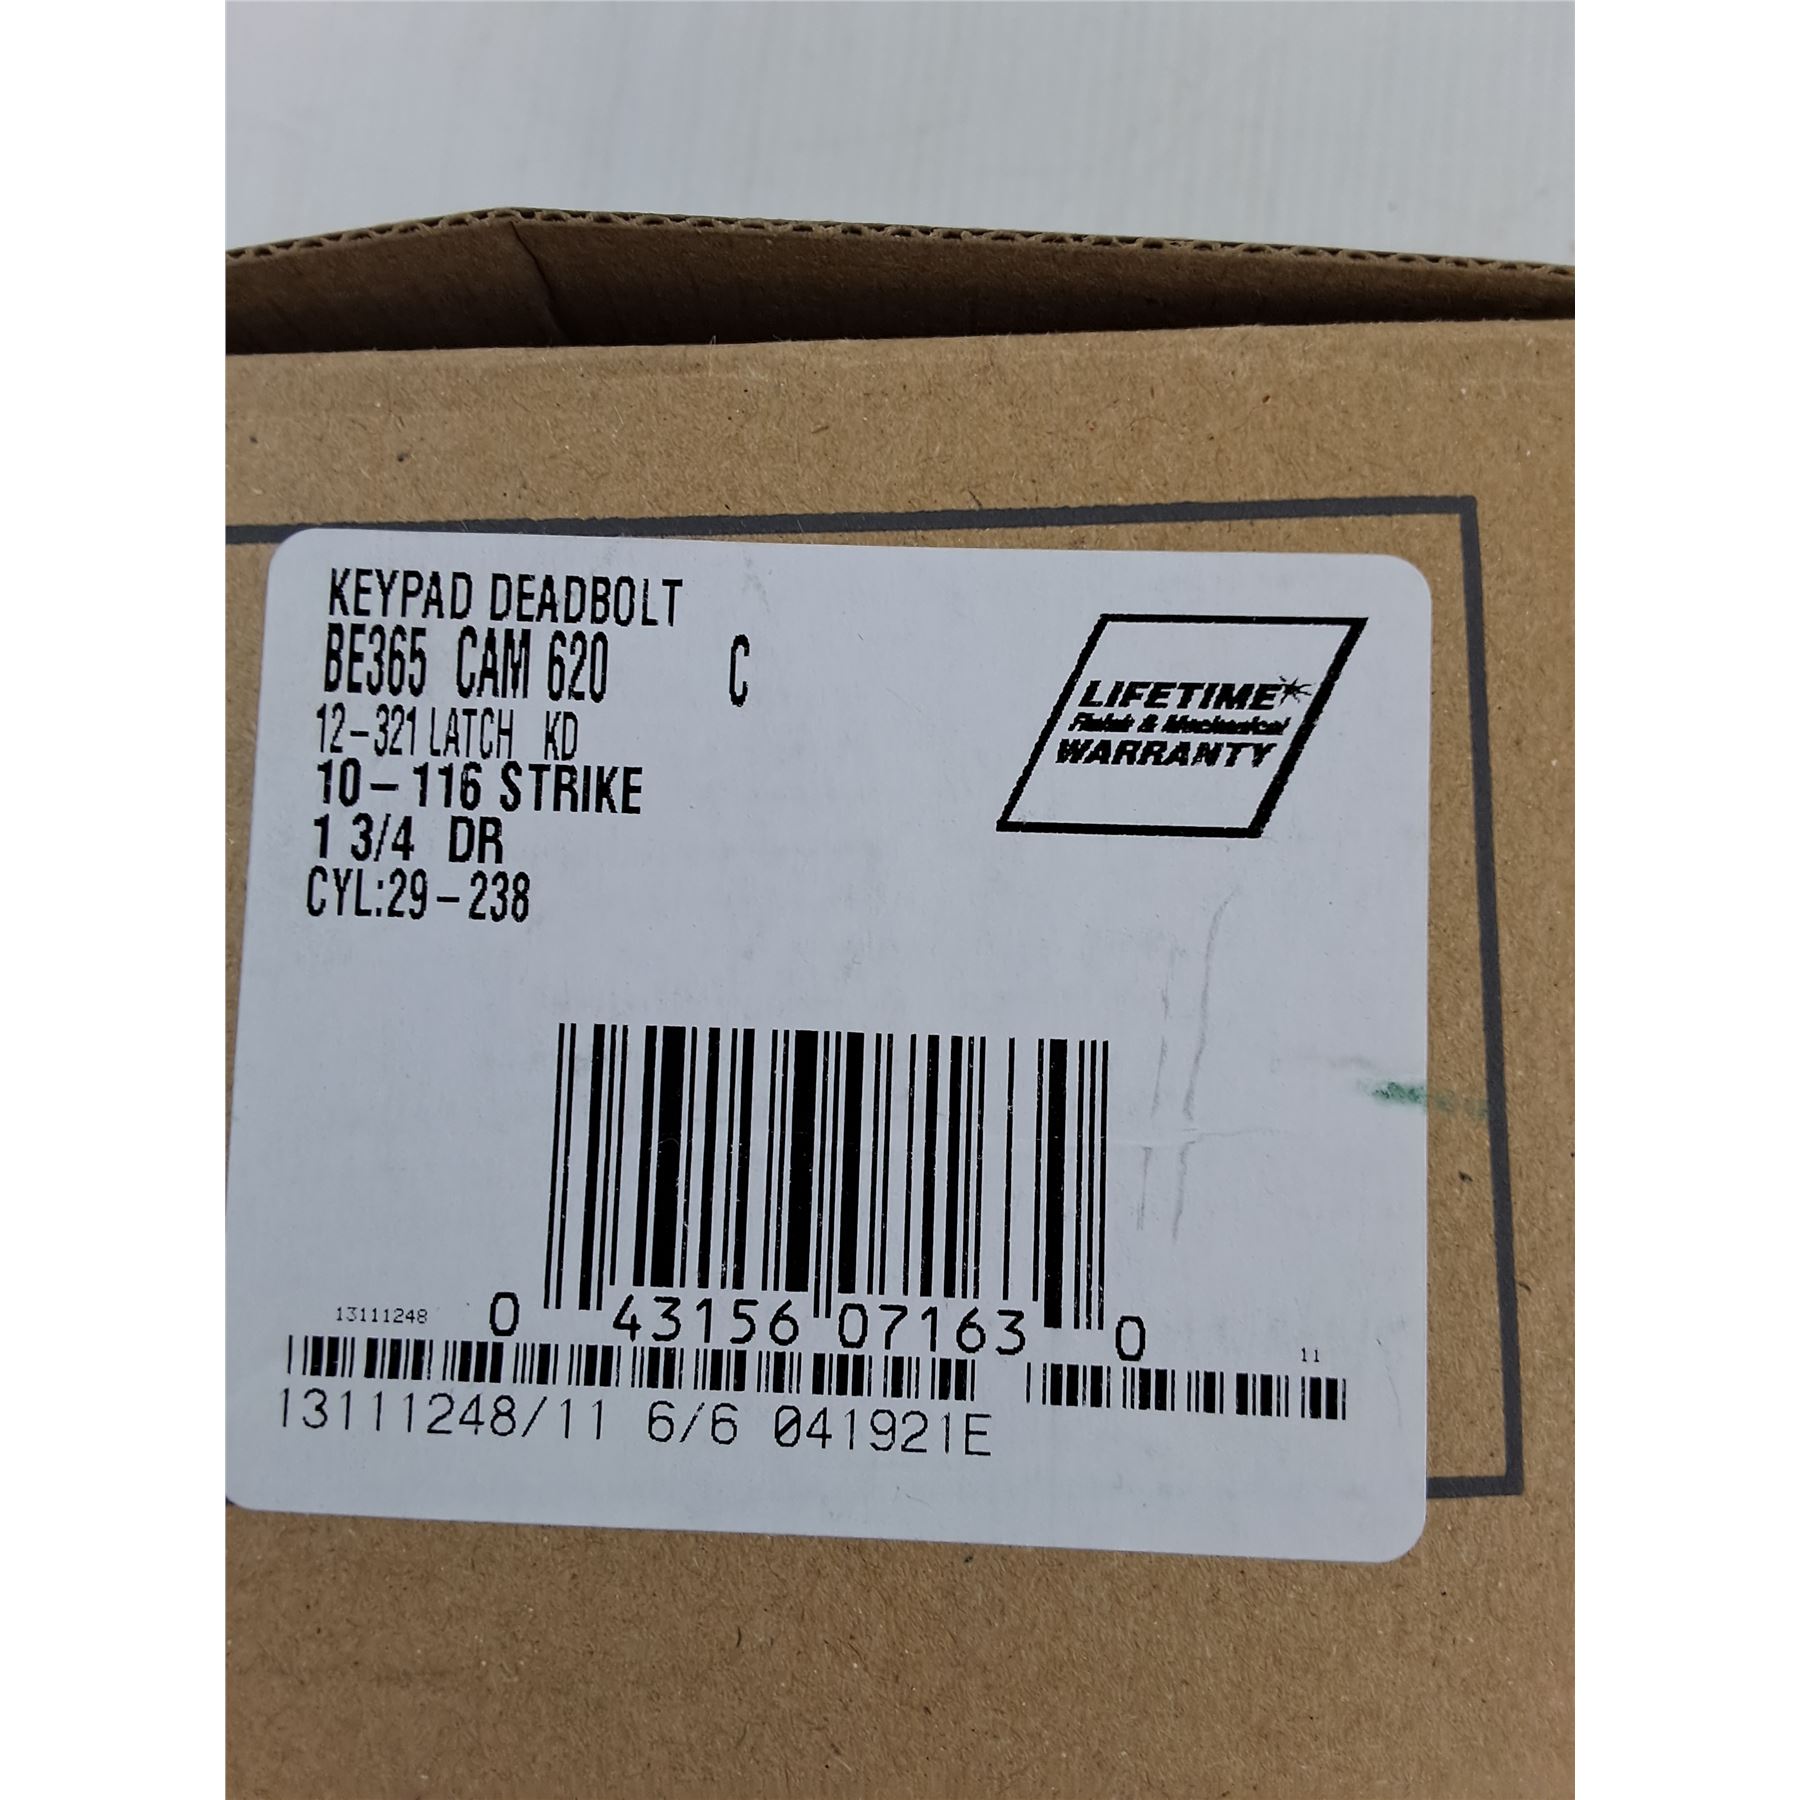 KEYPAD DEADBOLT
BE365 CAM 620 C
12-321 LATCH KD
10-116 STRIKE
1 3/4 DR
CYL:29-238
LIFETIME
Finish & Mechanical
WARRANTY
13111248
0 43156 07163 0
11
13111248/11 6/6 041921E